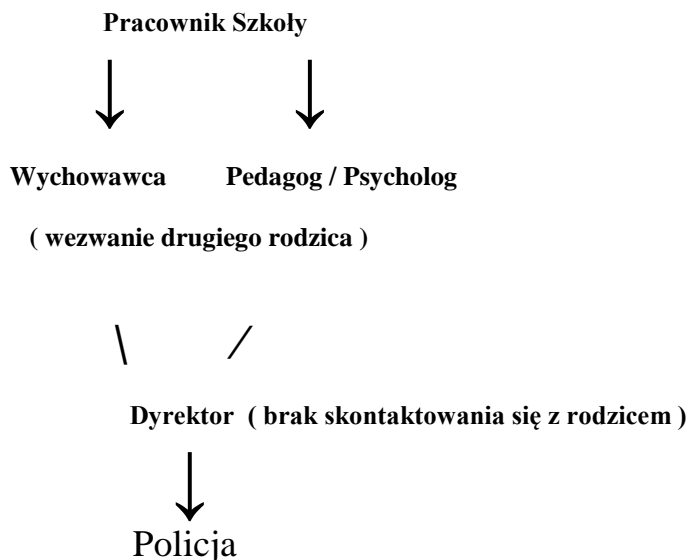 Pracownik Szkoły
Wychowawca Pedagog / Psycholog
( wezwanie drugiego rodzica )
Dyrektor ( brak skontaktowania się z rodzicem )
Policja